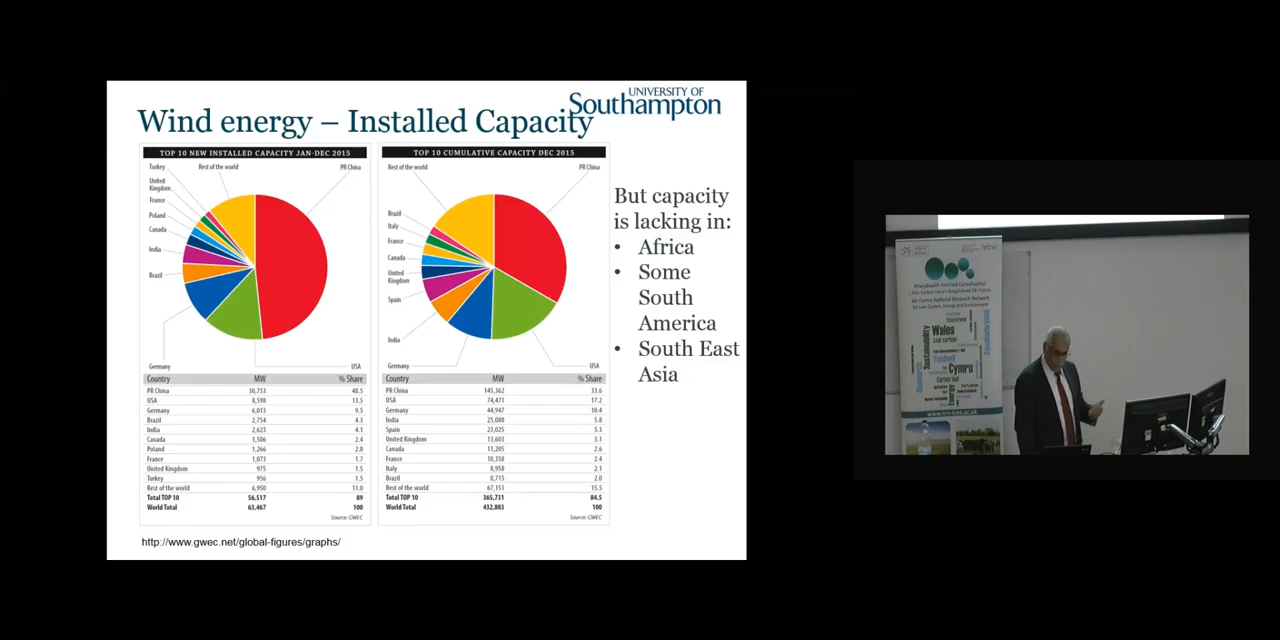 UNIVERSITY OF
Southampton
Wind energy – Installed Capacity
TOP 10 NEW INSTALLED CAPACITY JAN-DEC 2015
Turkey
Rest of the world
PR China
United
Kingdom
France
Poland
Canada
India
Brazil
Germany
USA
Country MW % Share
PR China 30,753 48.5
USA 8,598 13.5
Germany 6,013 9.5
Brazil 2,754 4.3
India 2,623 4.1
Canada 1,506 2.4
Poland 1,266 2.0
France 1,073 1.7
United Kingdom 975 1.5
Turkey 956 1.5
Rest of the world 6,950 11.0
Total TOP 10 56,517 89
World Total 63,467 100
Source: GWEC
TOP 10 CUMULATIVE CAPACITY DEC 2015
Rest of the world
PR China
Brazil
Italy
France
Canada
United
Kingdom
Spain
India
Germany
USA
Country MW % Share
PR China 145,362 33.6
USA 74,471 17.2
Germany 44,947 10.4
India 25,088 5.8
Spain 23,025 5.3
United Kingdom 13,603 3.1
Canada 11,205 2.6
France 10,358 2.4
Italy 8,958 2.1
Brazil 8,715 2.0
Rest of the world 67,151 15.5
Total TOP 10 365,731 84.5
World Total 432,883 100
Source: GWEC
But capacity
is lacking in:
• Africa
• Some
South
America
• South East
Asia
http://www.gwec.net/global-figures/graphs/
Wales
Low carbon
Sustainability
Cymru
Energy